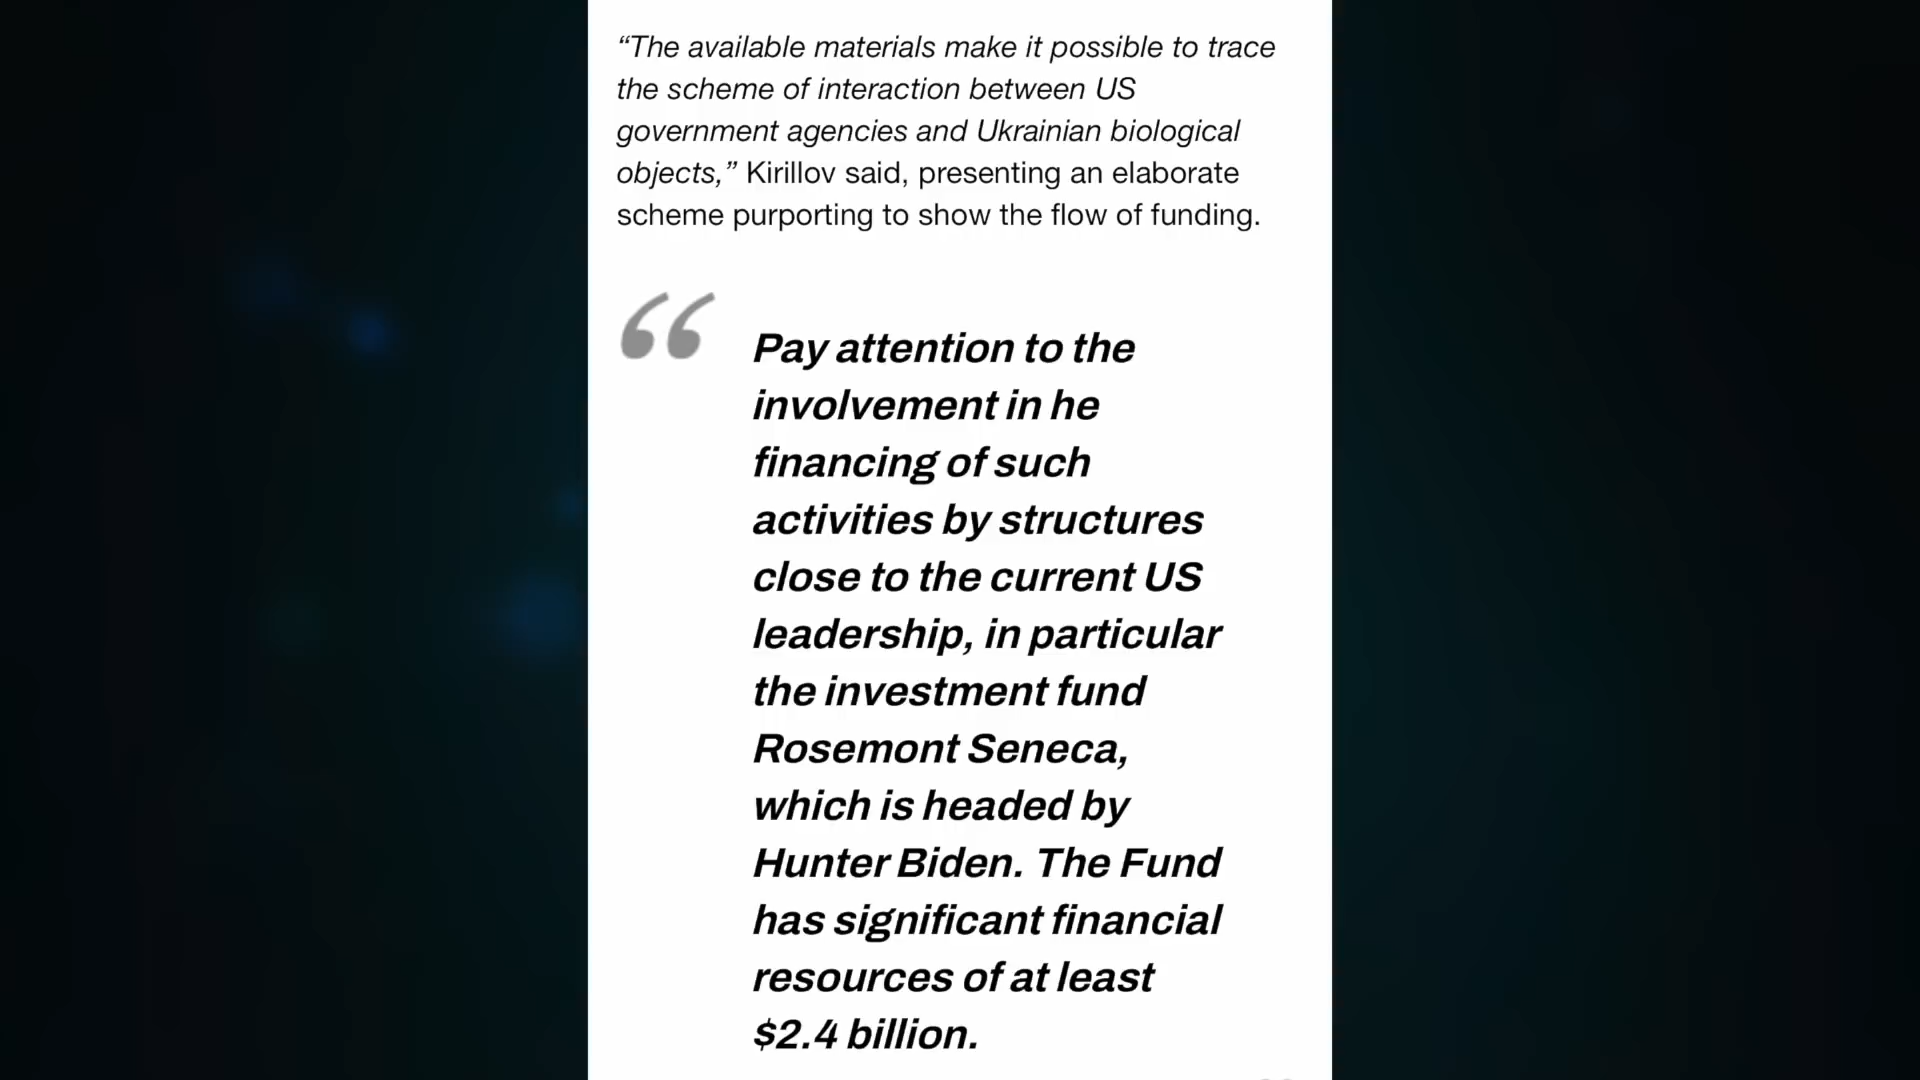 “The available materials make it possible to trace
the scheme of interaction between US
government agencies and Ukrainian biological
objects,” Kirillov said, presenting an elaborate
scheme purporting to show the flow of funding.
“
Pay attention to the
involvement in he
financing of such
activities by structures
close to the current US
leadership, in particular
the investment fund
Rosemont Seneca,
which is headed by
Hunter Biden. The Fund
has significant financial
resources of at least
$2.4 billion.